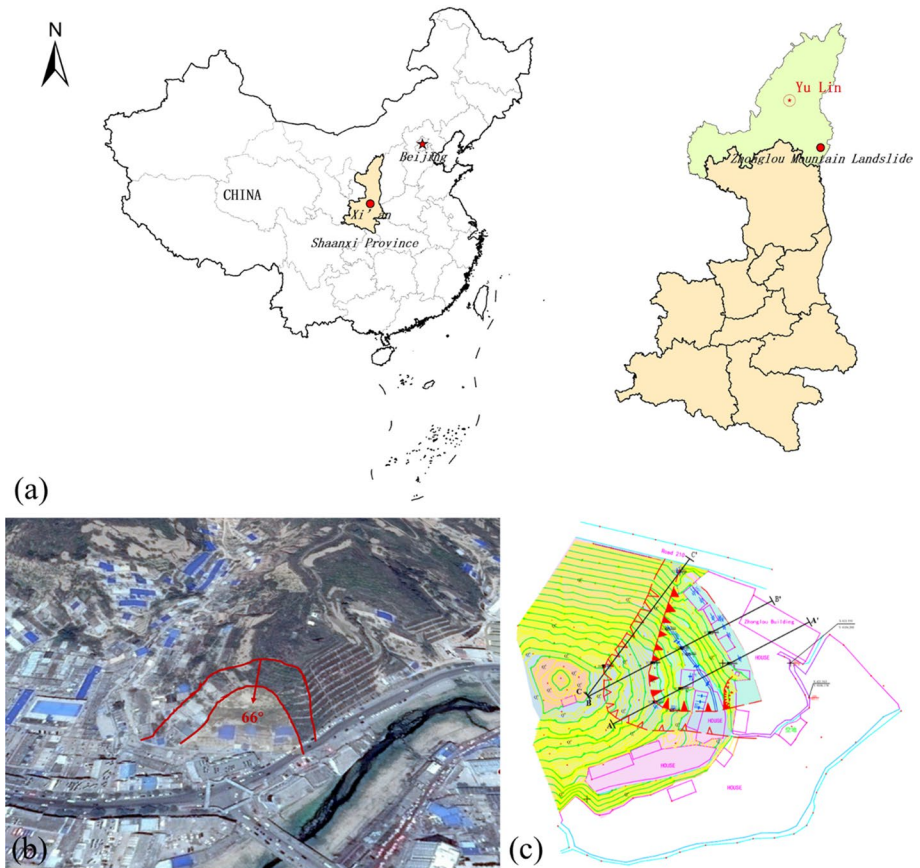 N
Beijing
CHINA
Xi'an
Shaanxi Province
Yu Lin
Zhonglou Mountain Landslide
(a)
66°
(b)
Road 210
C'
B'
A'
Zhonglou Building
HOUSE
C
B
A
HOUSE
HOUSE
HOUSE
(c)